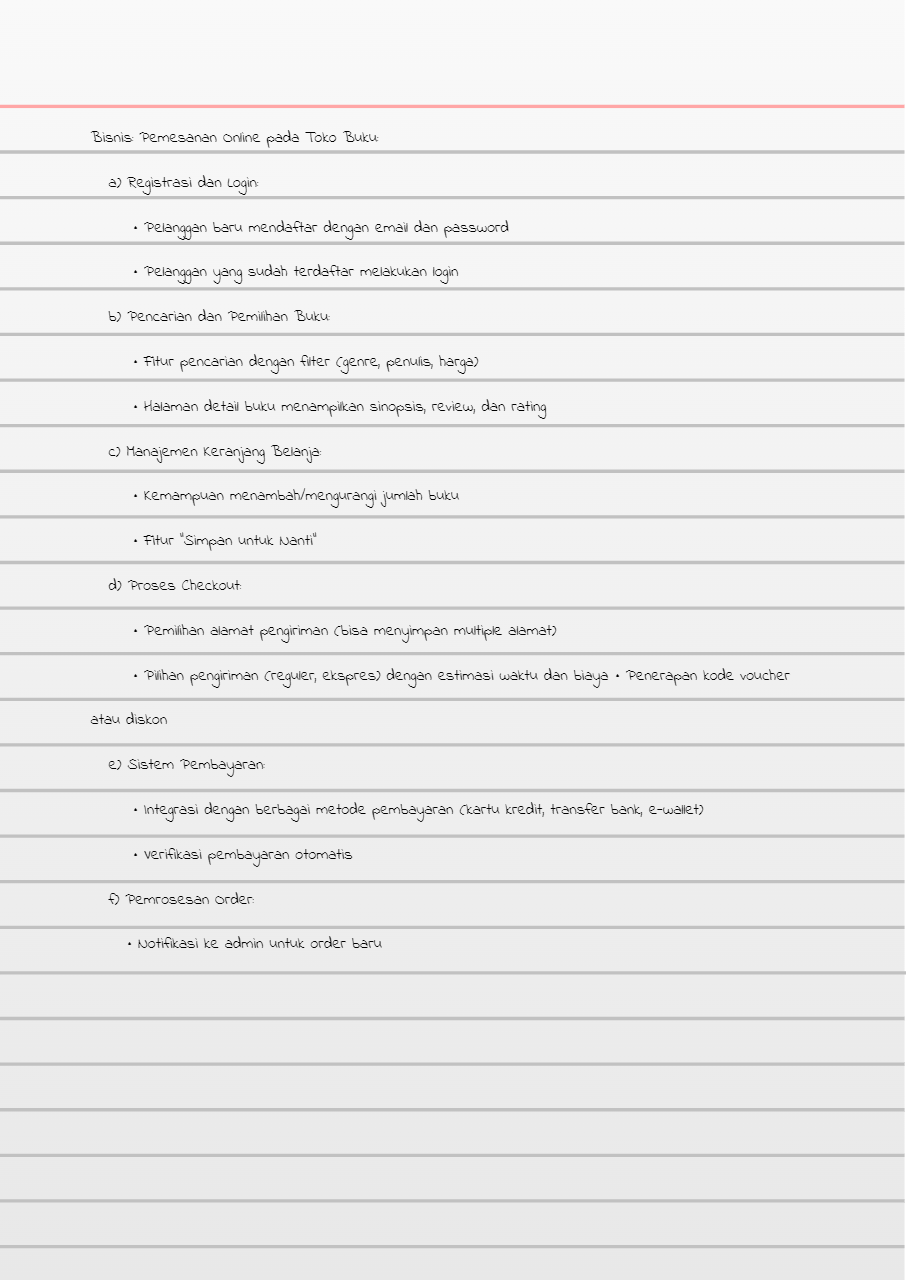 Bisnis: Pemesanan Online pada Toko Buku:
a) Registrasi dan Login:
• Pelanggan baru mendaftar dengan email dan password
• Pelanggan yang sudah terdaftar melakukan login
b) Pencarian dan Pemilihan Buku:
• Fitur pencarian dengan filter (genre, penulis, harga)
• Halaman detail buku menampilkan sinopsis, review, dan rating
c) Manajemen Keranjang Belanja:
• Kemampuan menambah/mengurangi jumlah buku
• Fitur "Simpan untuk Nanti"
d) Proses Checkout:
• Pemilihan alamat pengiriman (bisa menyimpan multiple alamat)
• Pilihan pengiriman (reguler, ekspres) dengan estimasi waktu dan biaya • Penerapan kode voucher
atau diskon
e) Sistem Pembayaran:
• Integrasi dengan berbagai metode pembayaran (kartu kredit, transfer bank, e-wallet)
• Verifikasi pembayaran otomatis
f) Pemrosesan Order:
• Notifikasi ke admin untuk order baru